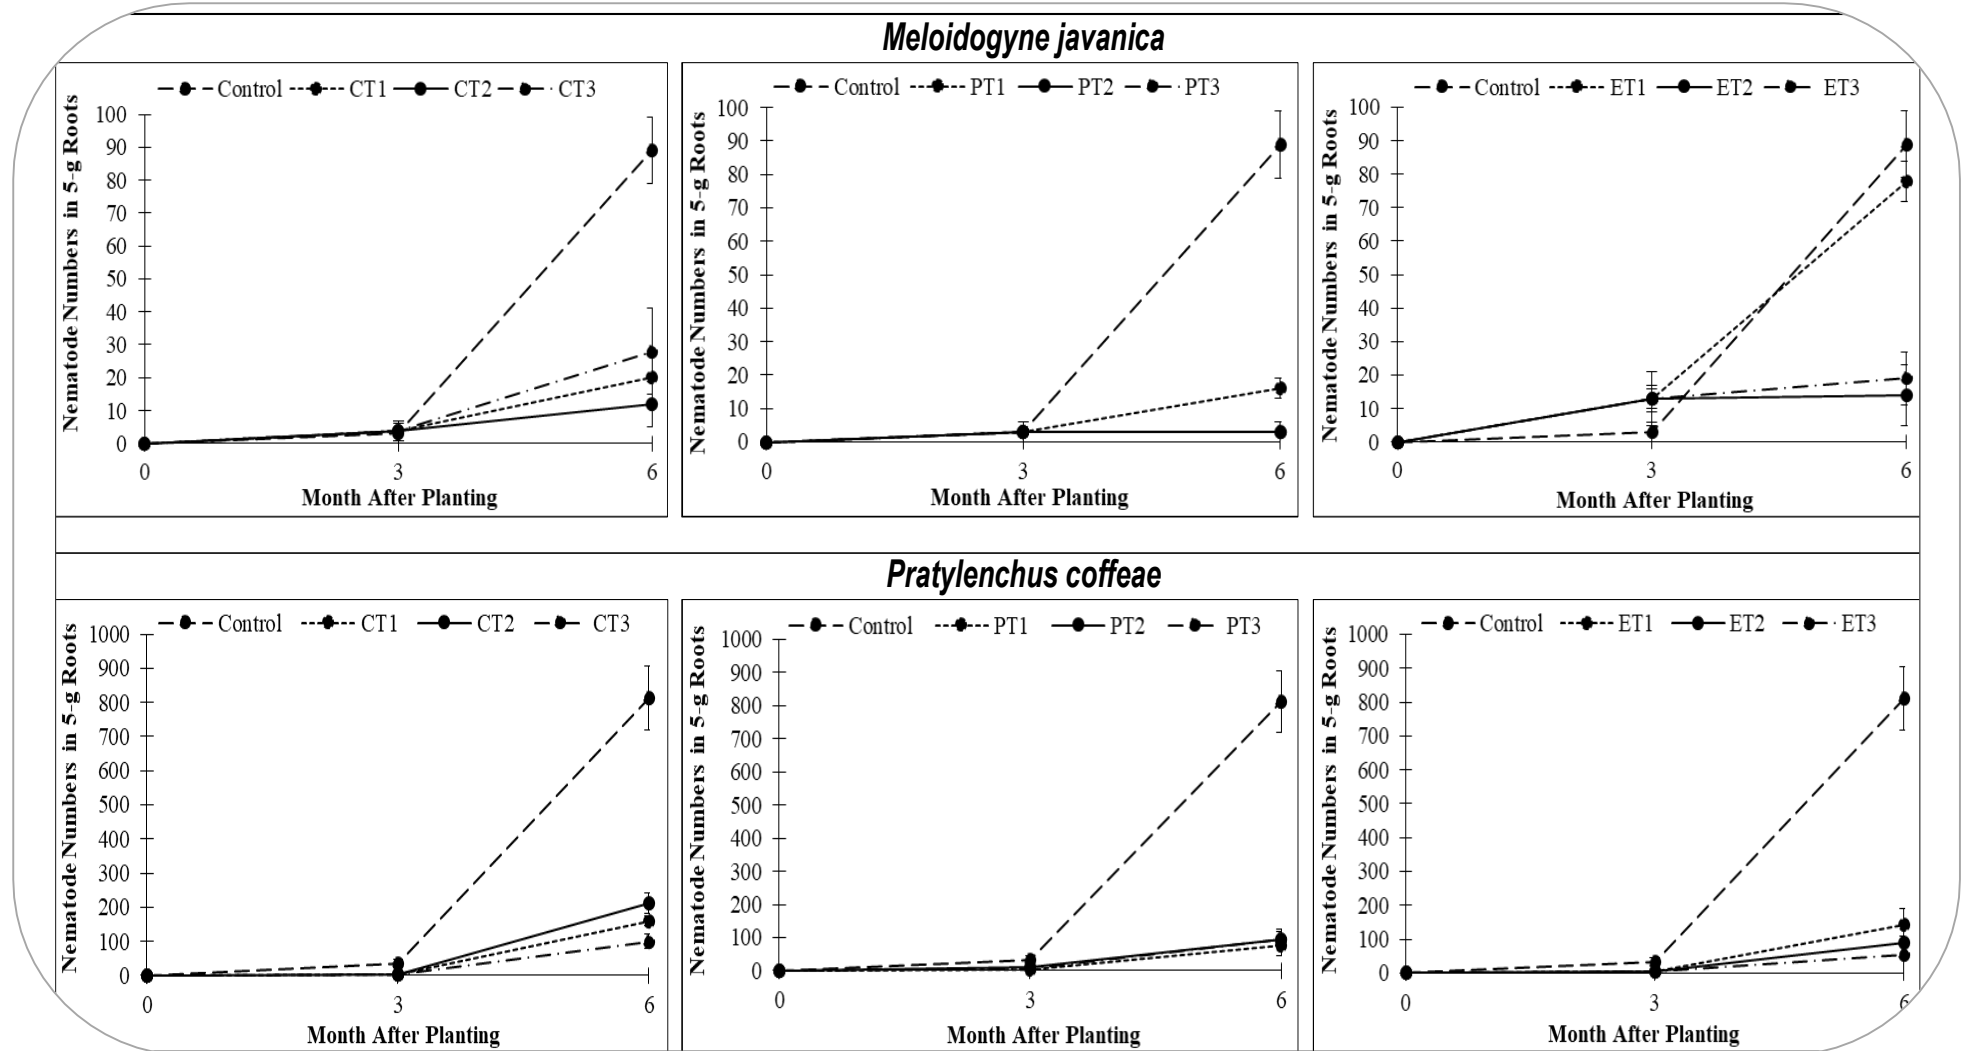 Meloidogyne javanica
Control CT1 CT2 CT3
Nematode Numbers in 5-g Roots
100
90
80
70
60
50
40
30
20
10
0
0 3 6
Month After Planting
Control PT1 PT2 PT3
Nematode Numbers in 5-g Roots
100
90
80
70
60
50
40
30
20
10
0
0 3 6
Month After Planting
Control ET1 ET2 ET3
Nematode Numbers in 5-g Roots
100
90
80
70
60
50
40
30
20
10
0
0 3 6
Month After Planting
Pratylenchus coffeae
Control CT1 CT2 CT3
Nematode Numbers in 5-g Roots
1000
900
800
700
600
500
400
300
200
100
0
0 3 6
Month After Planting
Control PT1 PT2 PT3
Nematode Numbers in 5-g Roots
1000
900
800
700
600
500
400
300
200
100
0
0 3 6
Month After Planting
Control ET1 ET2 ET3
Nematode Numbers in 5-g Roots
1000
900
800
700
600
500
400
300
200
100
0
0 3 6
Month After Planting